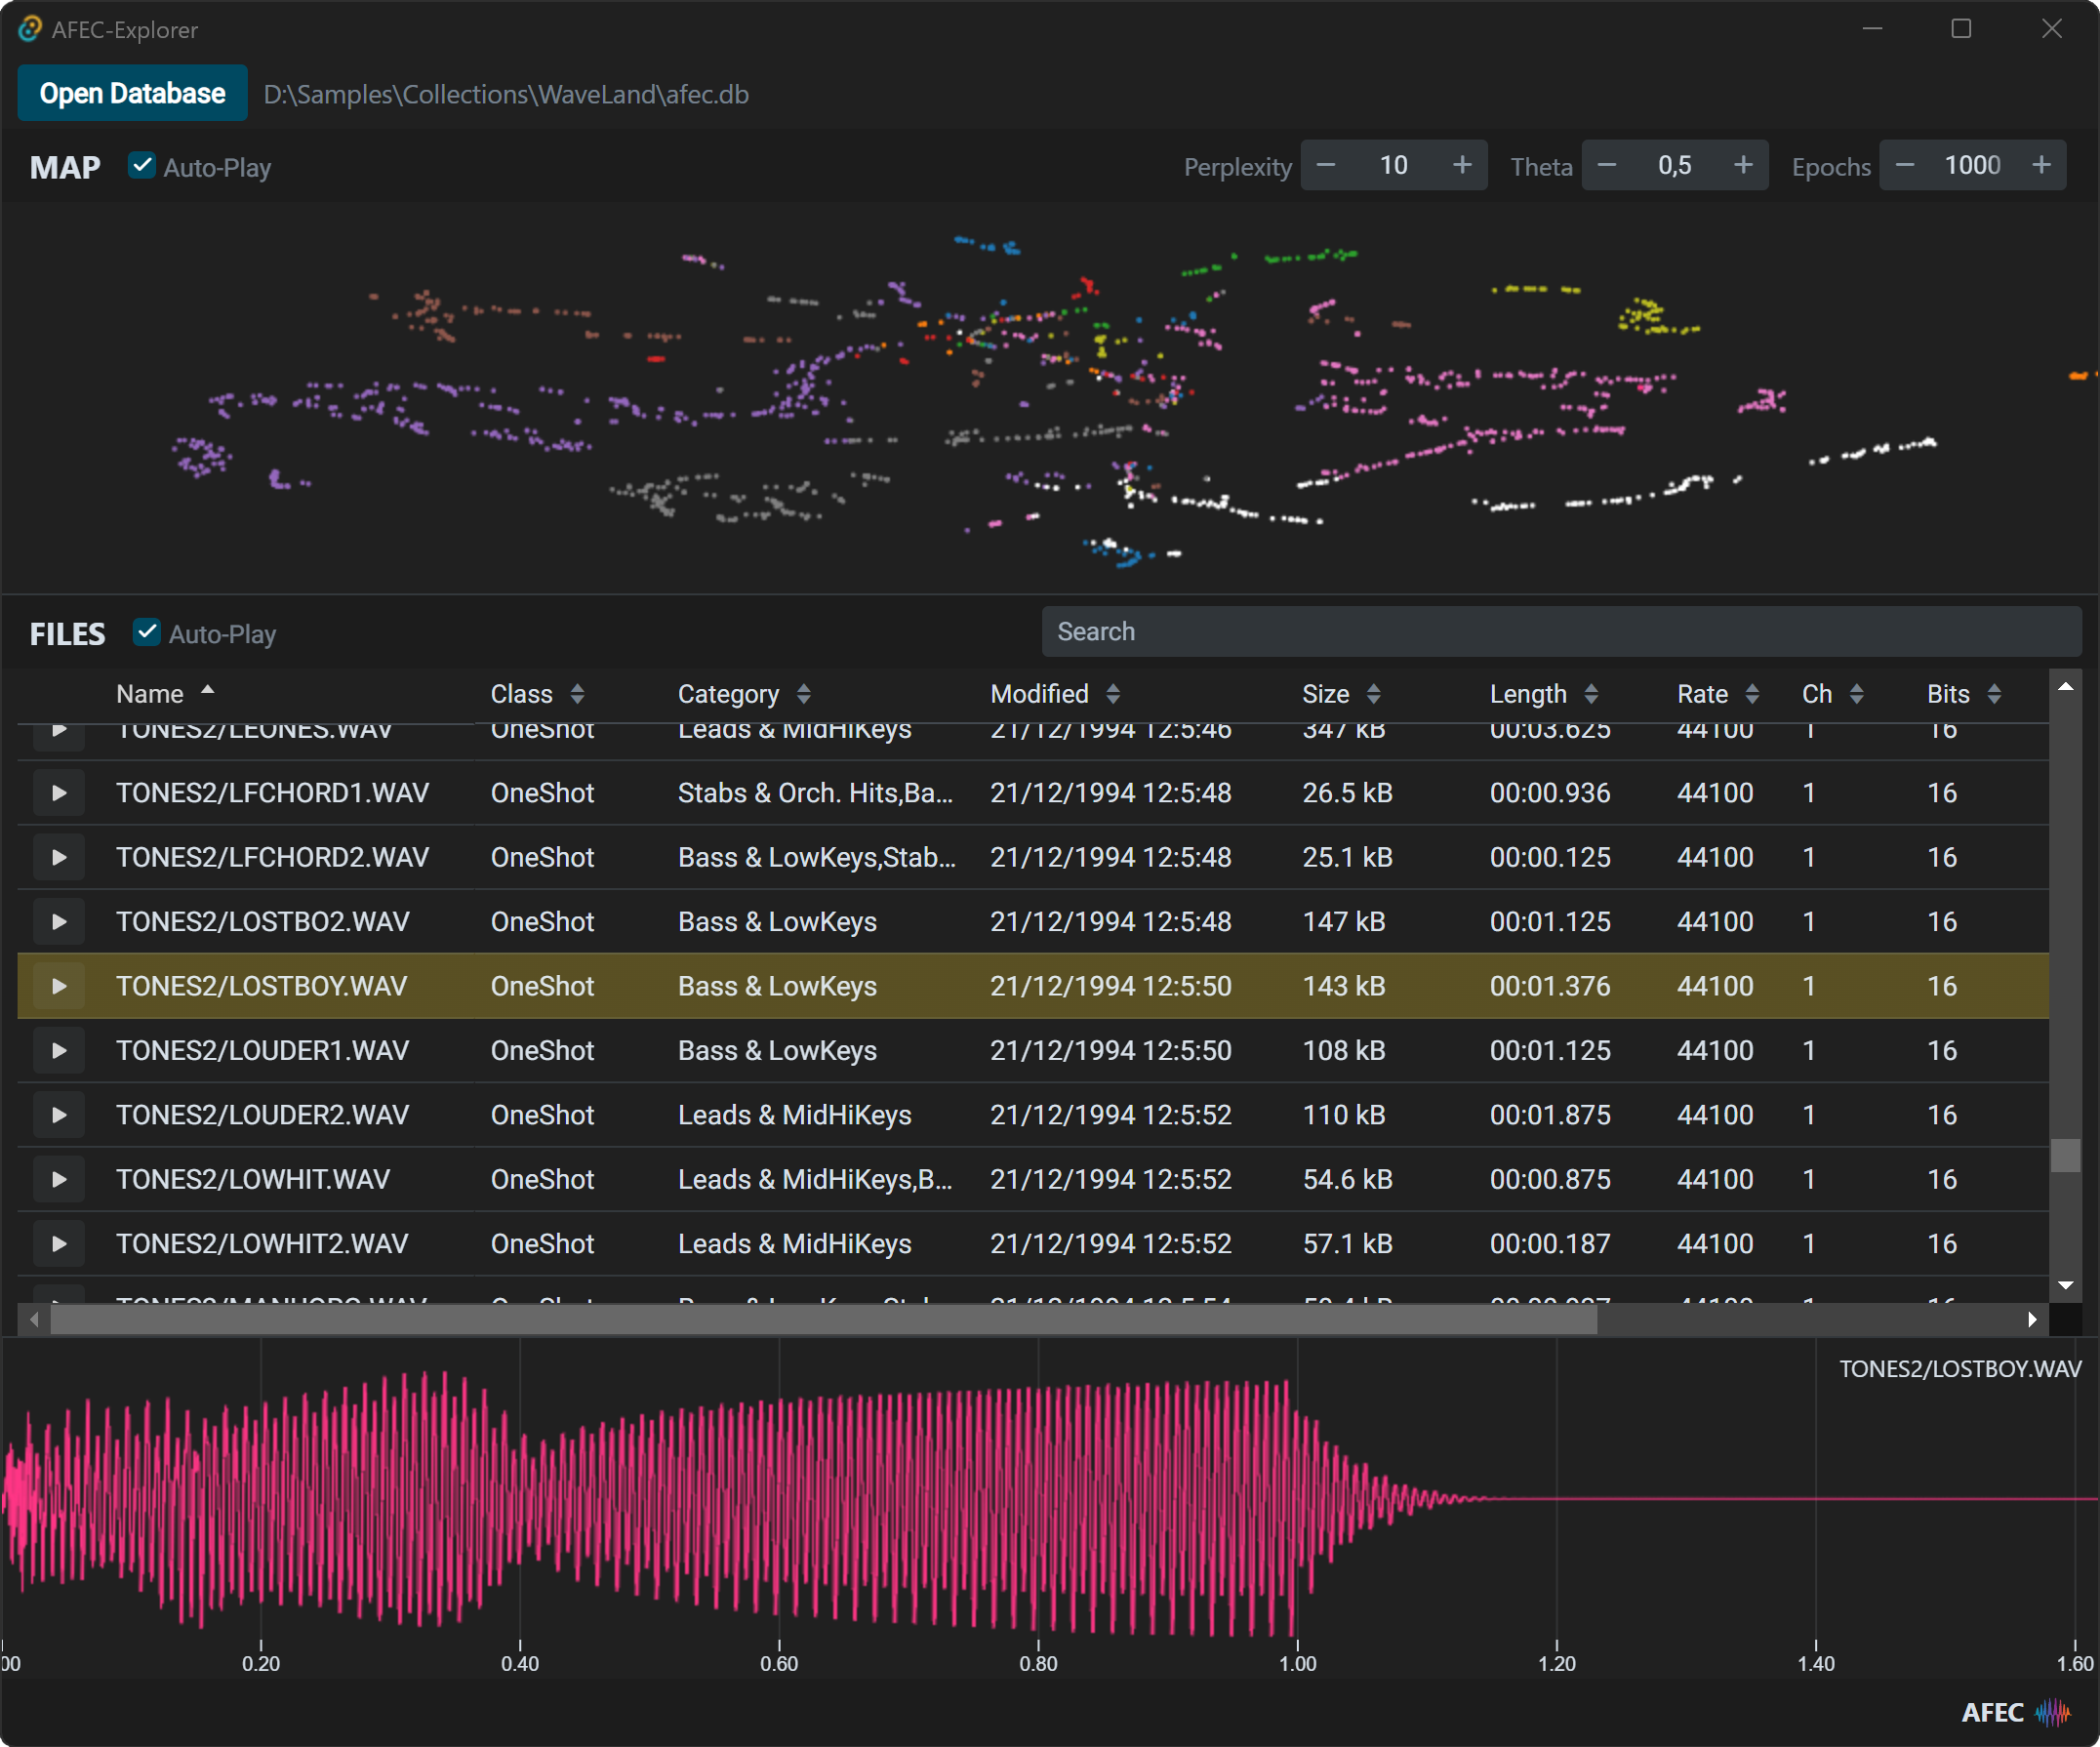 AFEC-Explorer
Open Database D:\Samples\Collections\WaveLand\afec.db
MAP Auto-Play Perplexity 10 Theta 0,5 Epochs 1000
FILES Auto-Play Search
Name Class Category Modified Size Length Rate Ch Bits
TONES2/LEONES.WAV OneShot Leads & MidHiKeys 21/12/1994 12:5:46 347 kB 00:03.625 44100 1 16
TONES2/LFCHORD1.WAV OneShot Stabs & Orch. Hits,Ba... 21/12/1994 12:5:48 26.5 kB 00:00.936 44100 1 16
TONES2/LFCHORD2.WAV OneShot Bass & LowKeys,Stab... 21/12/1994 12:5:48 25.1 kB 00:00.125 44100 1 16
TONES2/LOSTBO2.WAV OneShot Bass & LowKeys 21/12/1994 12:5:48 147 kB 00:01.125 44100 1 16
TONES2/LOSTBOY.WAV OneShot Bass & LowKeys 21/12/1994 12:5:50 143 kB 00:01.376 44100 1 16
TONES2/LOUDER1.WAV OneShot Bass & LowKeys 21/12/1994 12:5:50 108 kB 00:01.125 44100 1 16
TONES2/LOUDER2.WAV OneShot Leads & MidHiKeys 21/12/1994 12:5:52 110 kB 00:01.875 44100 1 16
TONES2/LOWHIT.WAV OneShot Leads & MidHiKeys,B... 21/12/1994 12:5:52 54.6 kB 00:00.875 44100 1 16
TONES2/LOWHIT2.WAV OneShot Leads & MidHiKeys 21/12/1994 12:5:52 57.1 kB 00:00.187 44100 1 16
TONES2/LOSTBOY.WAV
00 0.20 0.40 0.60 0.80 1.00 1.20 1.40 1.60
AFEC